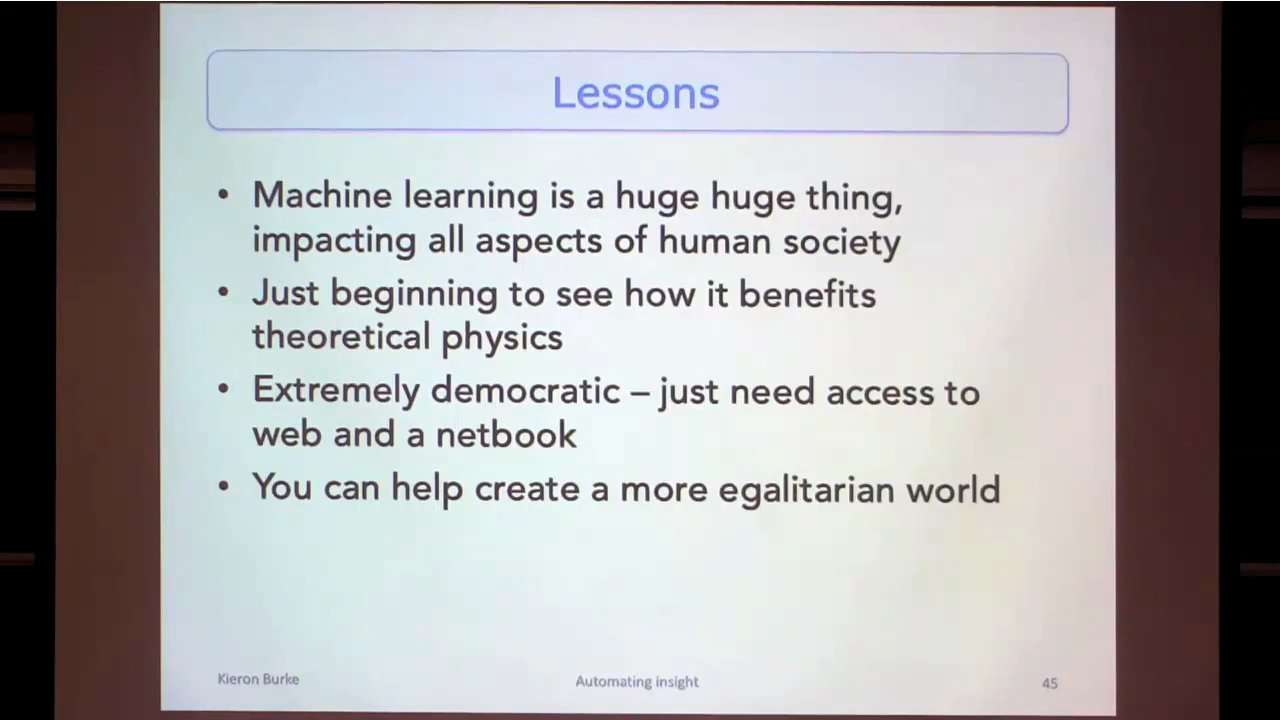 Lessons
• Machine learning is a huge huge thing,
impacting all aspects of human society
• Just beginning to see how it benefits
theoretical physics
• Extremely democratic – just need access to
web and a netbook
• You can help create a more egalitarian world
Kieron Burke
Automating insight
45